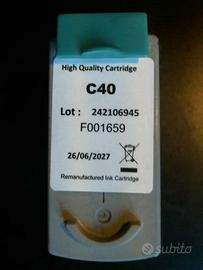 High Quality Cartridge
C40
Lot : 242106945
F001659
26/06/2027
Remanufactured Ink Cartridge
subito